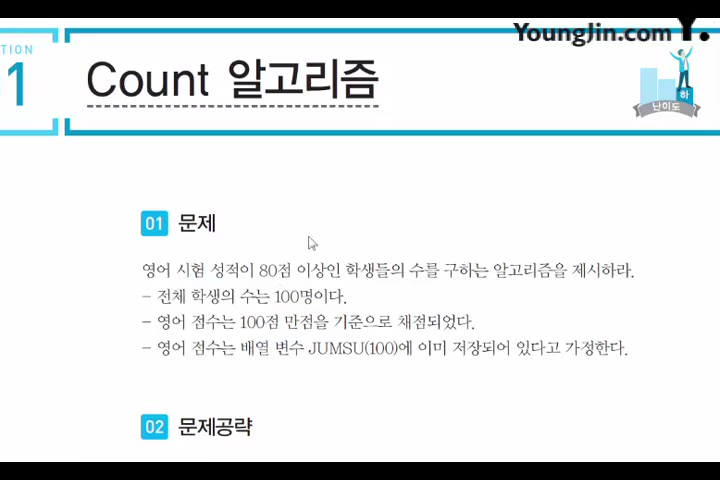 YoungJin.com Y.
TION
1
Count 알고리즘
하
난이도
01 문제
영어 시험 성적이 80점 이상인 학생들의 수를 구하는 알고리즘을 제시하라.
- 전체 학생의 수는 100명이다.
- 영어 점수는 100점 만점을 기준으로 채점되었다.
- 영어 점수는 배열 변수 JUMSU(100)에 이미 저장되어 있다고 가정한다.
02 문제공략